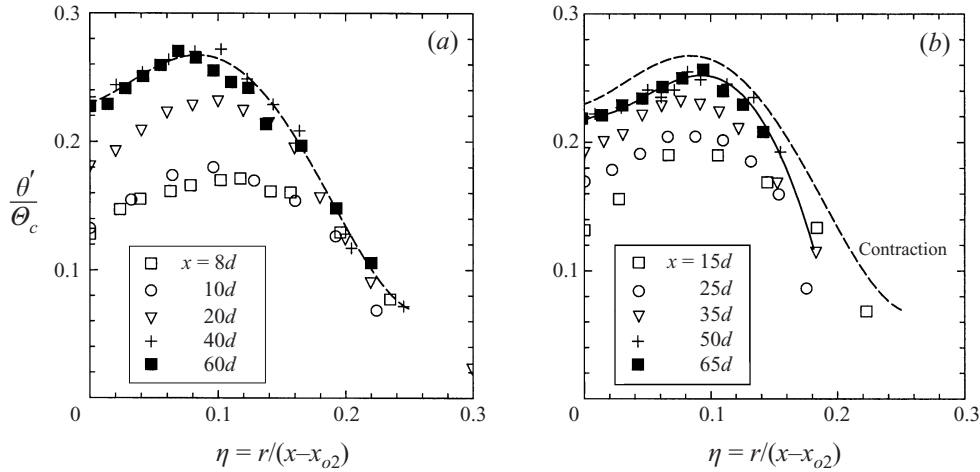 0.3
(a)
0.2
θ′/Θc
0.1
x = 8d
10d
20d
40d
60d
0
0.1
0.2
0.3
η = r/(x–xo2)
0.3
(b)
0.2
0.1
Contraction
x = 15d
25d
35d
50d
65d
0
0.1
0.2
0.3
η = r/(x–xo2)